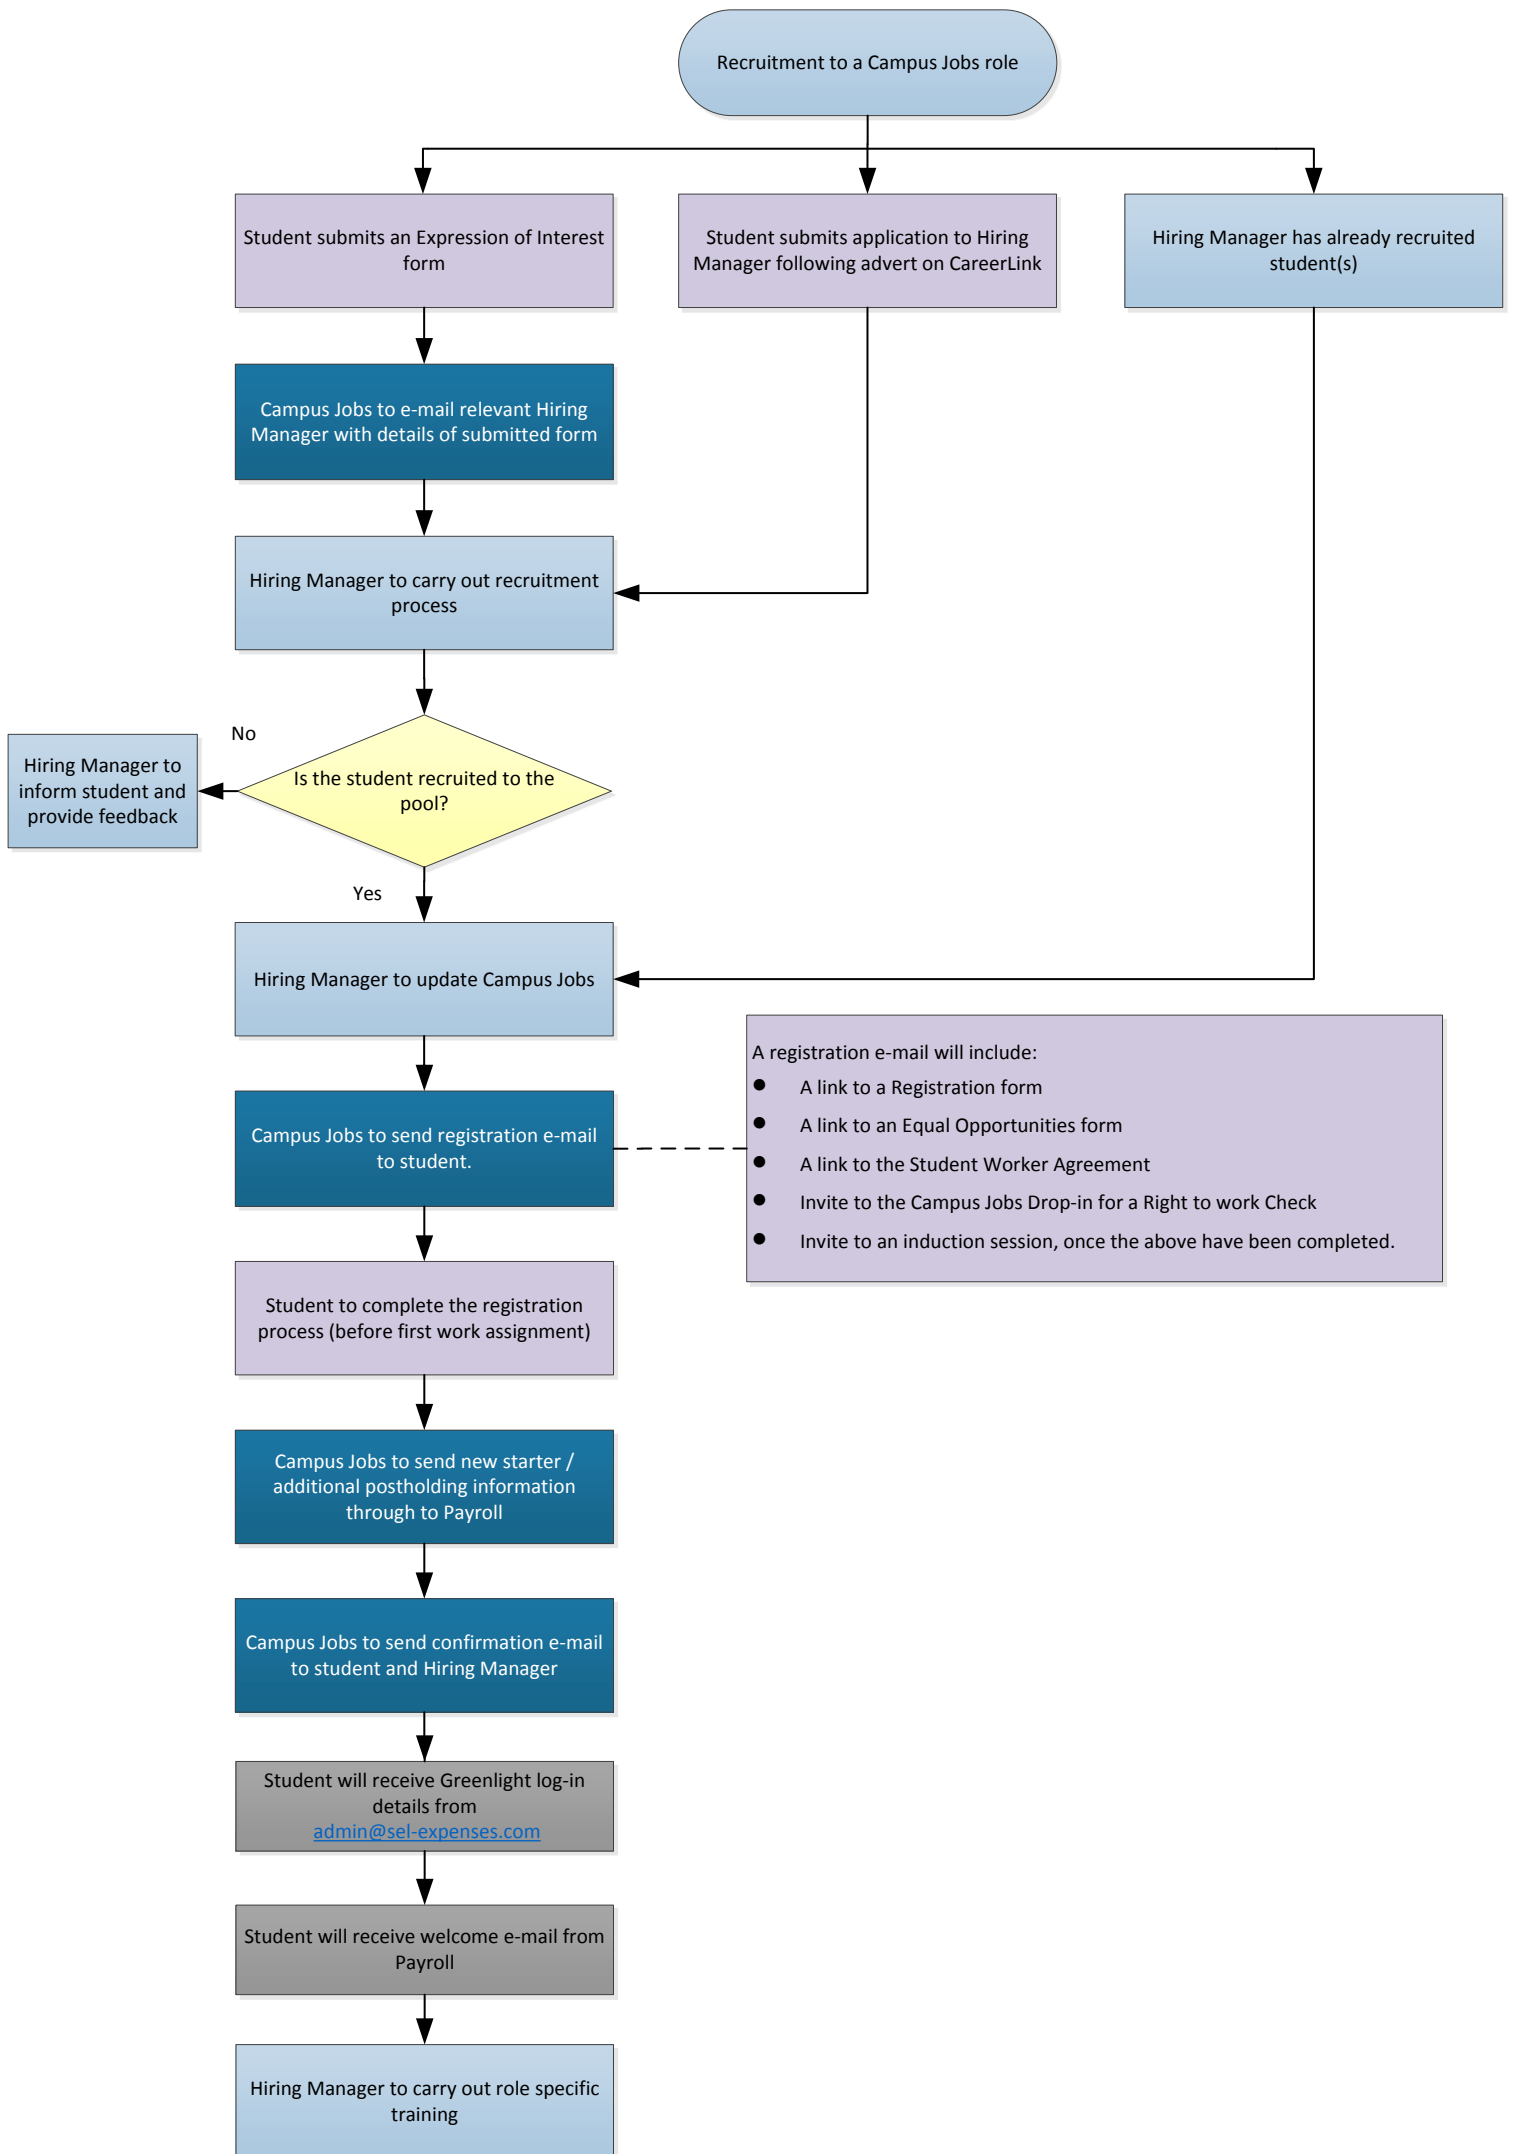 Recruitment to a Campus Jobs role
Student submits an Expression of Interest
form
Student submits application to Hiring
Manager following advert on CareerLink
Hiring Manager has already recruited
student(s)
Campus Jobs to e-mail relevant Hiring
Manager with details of submitted form
Hiring Manager to carry out recruitment
process
No
Hiring Manager to
inform student and
provide feedback
Is the student recruited to the
pool?
Yes
Hiring Manager to update Campus Jobs
Campus Jobs to send registration e-mail
to student.
A registration e-mail will include:
● A link to a Registration form
● A link to an Equal Opportunities form
● A link to the Student Worker Agreement
● Invite to the Campus Jobs Drop-in for a Right to work Check
● Invite to an induction session, once the above have been completed.
Student to complete the registration
process (before first work assignment)
Campus Jobs to send new starter /
additional postholding information
through to Payroll
Campus Jobs to send confirmation e-mail
to student and Hiring Manager
Student will receive Greenlight log-in
details from
admin@sel-expenses.com
Student will receive welcome e-mail from
Payroll
Hiring Manager to carry out role specific
training